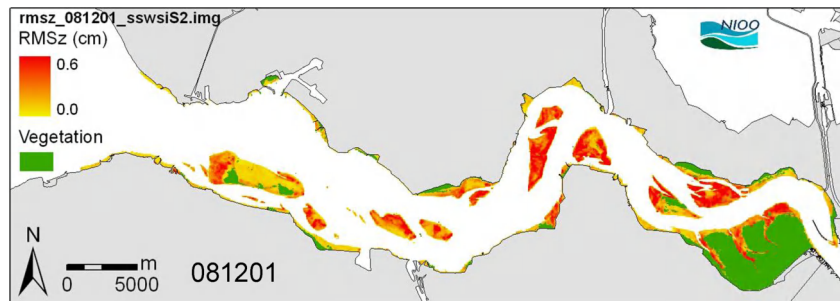 rmsz_081201_sswsiS2.img
RMSz (cm)
0.6
0.0
Vegetation
NIOO
N
m
0 5000
081201